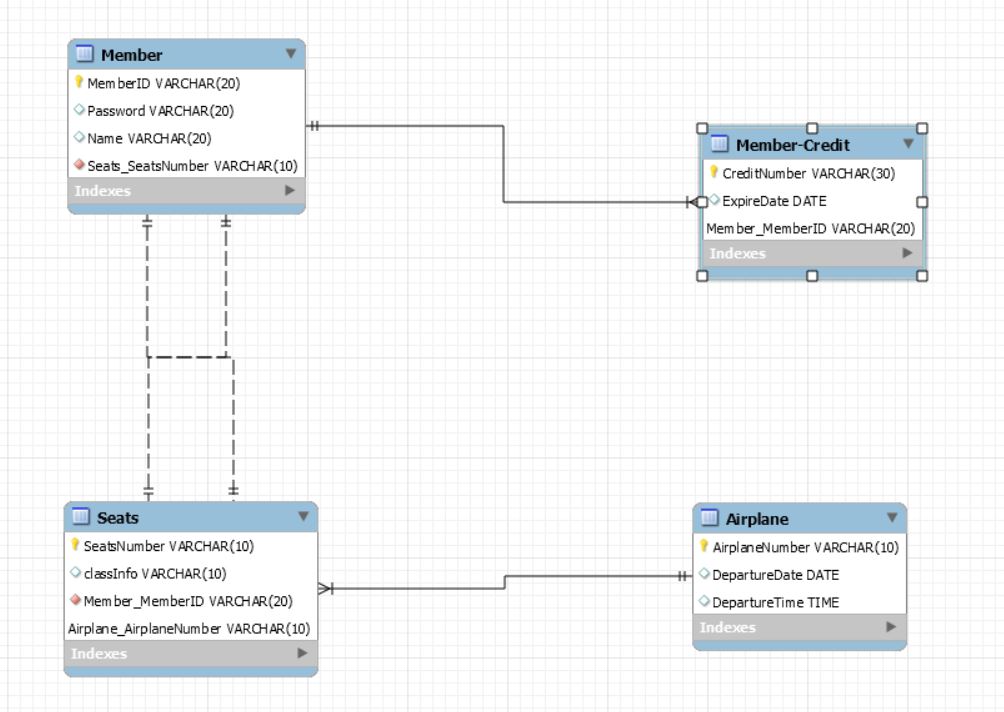 Member
MemberID VARCHAR(20)
Password VARCHAR(20)
Name VARCHAR(20)
Seats_SeatsNumber VARCHAR(10)
Indexes
Member-Credit
CreditNumber VARCHAR(30)
ExpireDate DATE
Member_MemberID VARCHAR(20)
Indexes
Seats
SeatsNumber VARCHAR(10)
classInfo VARCHAR(10)
Member_MemberID VARCHAR(20)
Airplane_AirplaneNumber VARCHAR(10)
Indexes
Airplane
AirplaneNumber VARCHAR(10)
DepartureDate DATE
DepartureTime TIME
Indexes